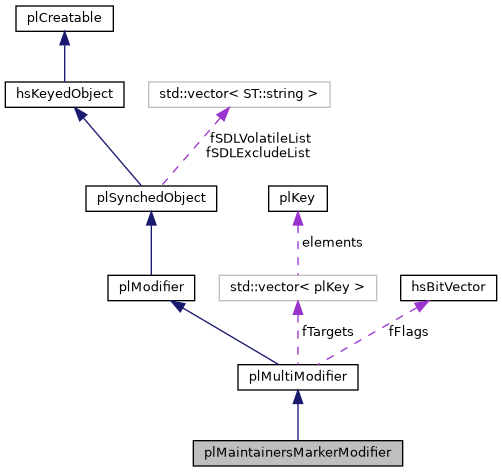 plCreatable
hsKeyedObject
std::vector< ST::string >
fSDLVolatileList
fSDLExcludeList
plSynchedObject
plKey
elements
plModifier
std::vector< plKey >
hsBitVector
fTargets
fFlags
plMultiModifier
plMaintainersMarkerModifier